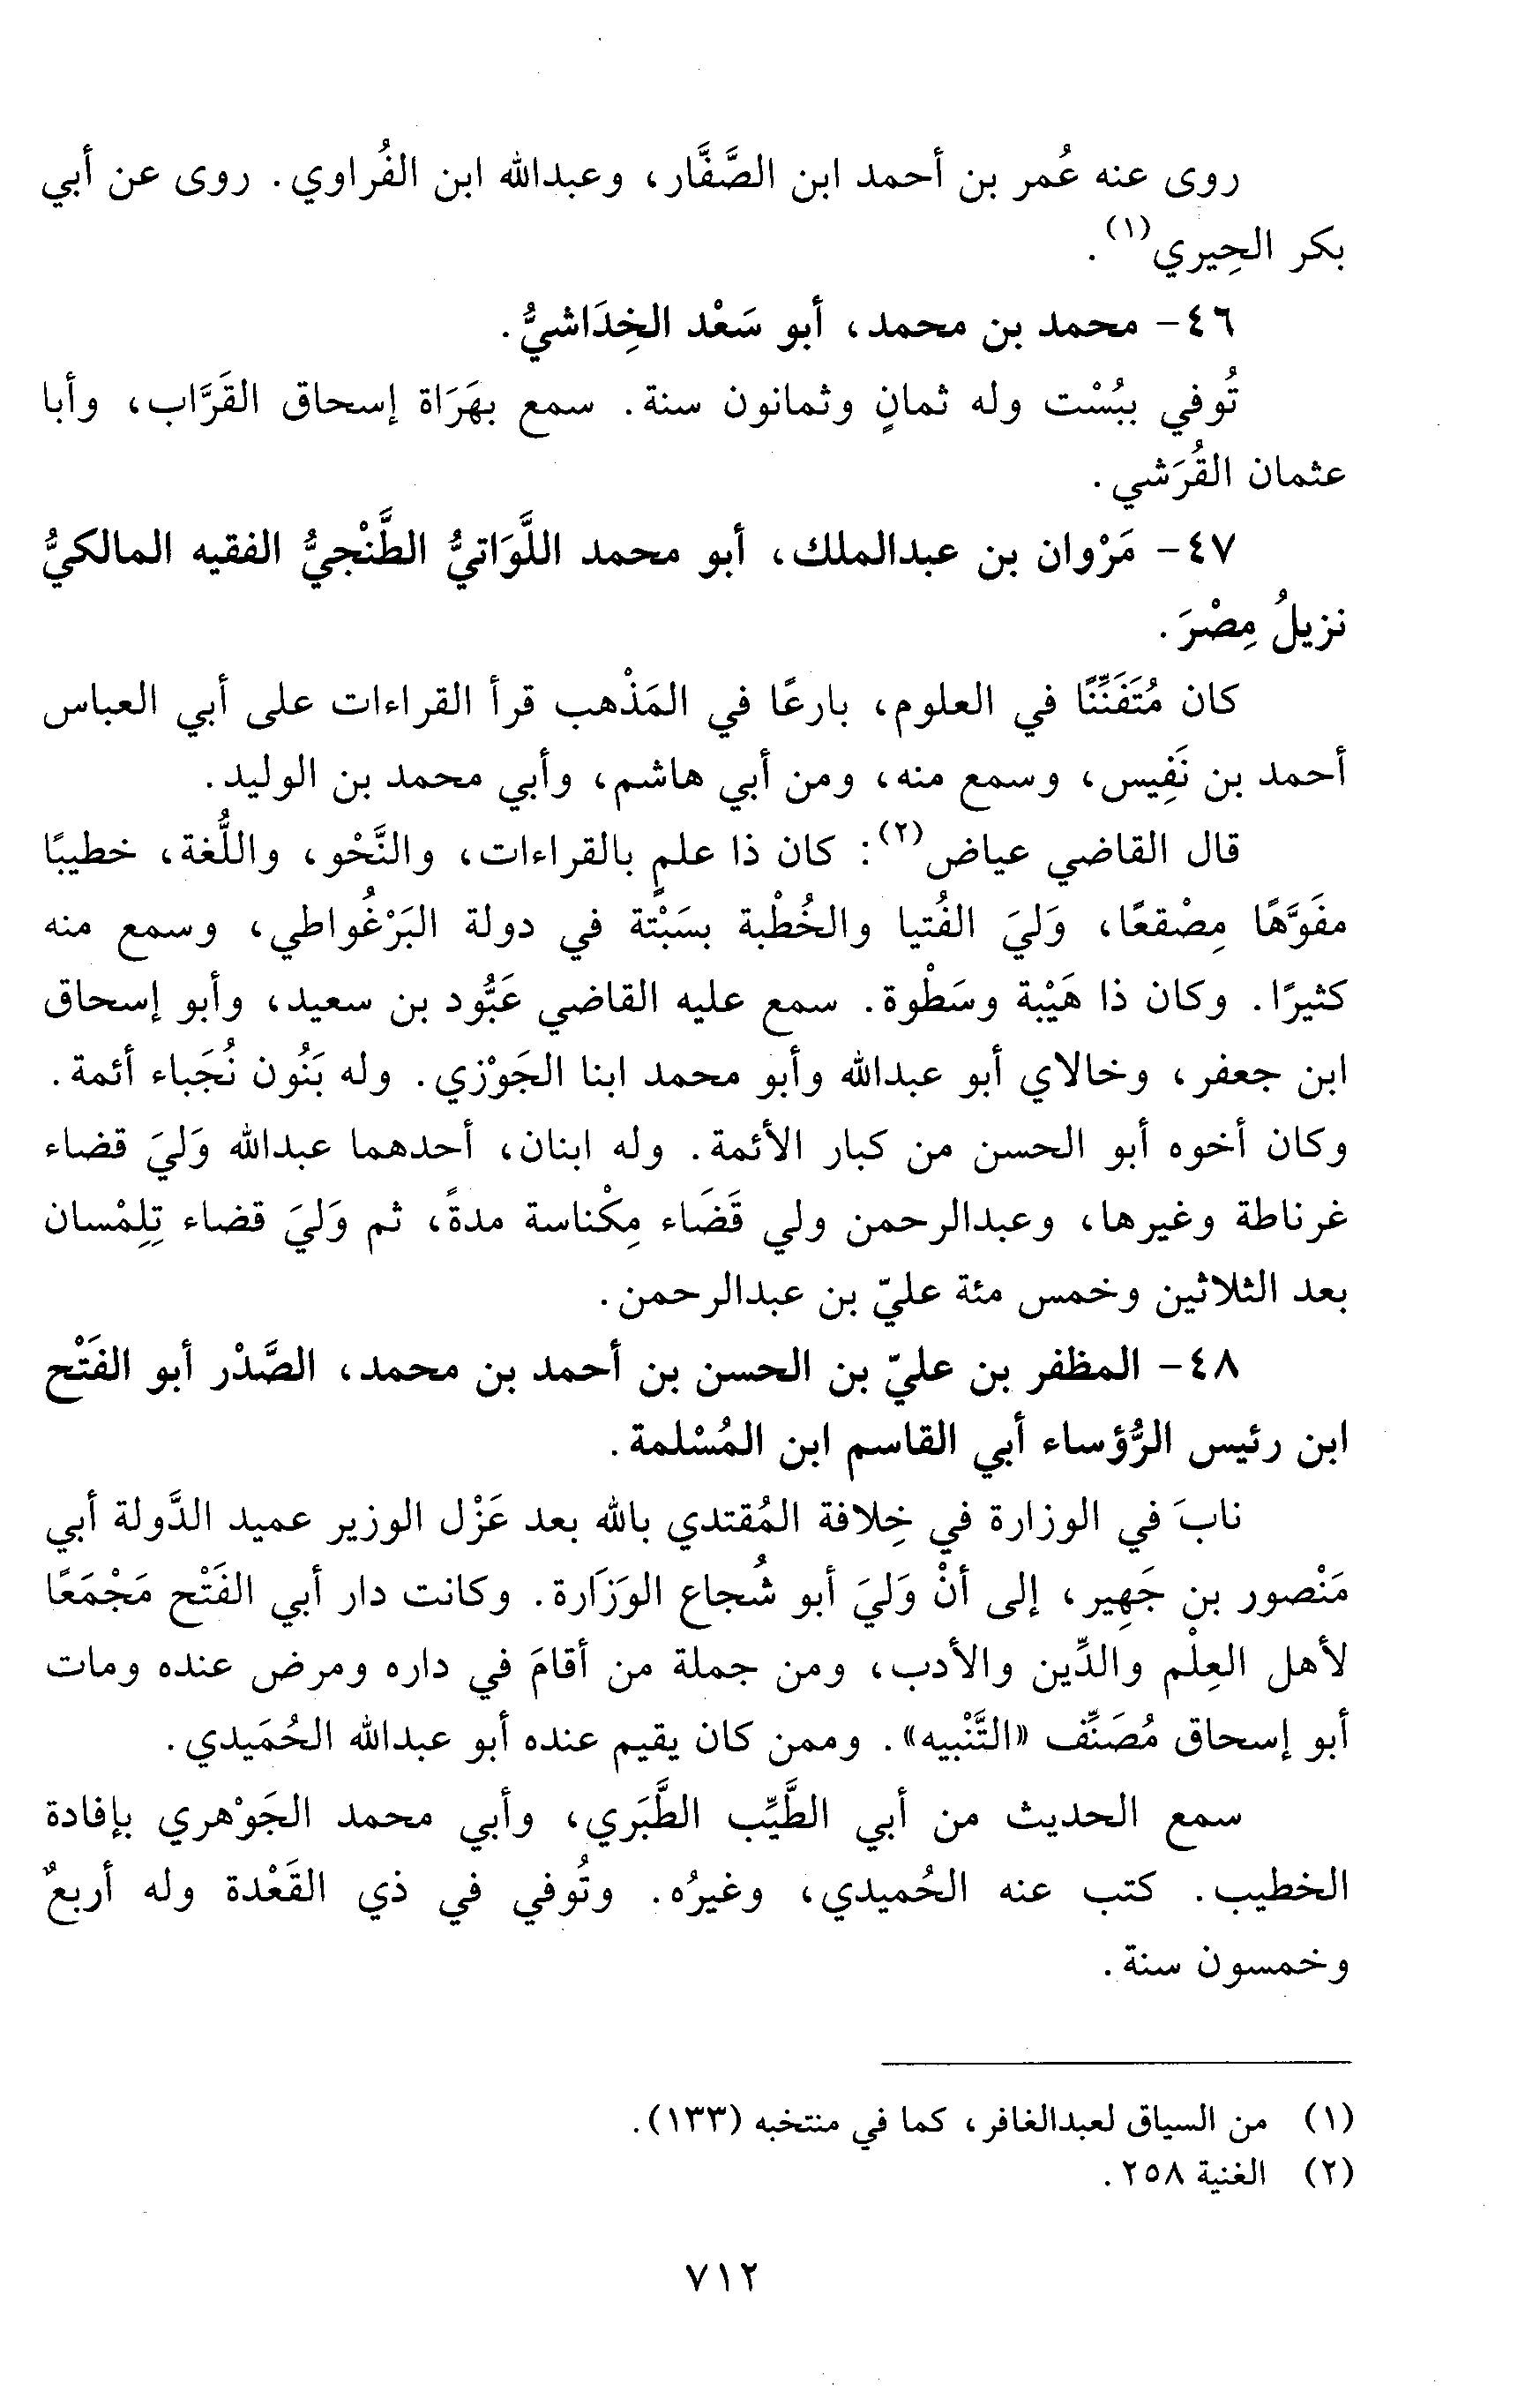 روى عنه عُمر بن أحمد ابن الصَّفَّار، وعبدالله ابن الفُراوي. روى عن أبي
بكر الحِيري(١).
٤٦- محمد بن محمد، أبو سَعْد الخِدَاشيُّ.
تُوفي ببُسْت وله ثمانٍ وثمانون سنة. سمع بهَرَاة إسحاق القَرَّاب، وأبا
عثمان القُرَشي.
٤٧- مَرْوان بن عبدالملك، أبو محمد اللَّوَاتيُّ الطَّنْجيُّ الفقيه المالكيُّ
نزيلُ مِصْرَ.
كان مُتَفَنِّنًا في العلوم، بارعًا في المَذْهب قرأ القراءات على أبي العباس
أحمد بن نَفِيس، وسمع منه، ومن أبي هاشم، وأبي محمد بن الوليد.
قال القاضي عياض(٢): كان ذا علمٍ بالقراءات، والنَّحْو، واللُّغة، خطيبًا
مفَوَّهًا مِصْقعًا، وَليَ الفُتيا والخُطْبة بسَبْتة في دولة البَرْغُواطي، وسمع منه
كثيرًا. وكان ذا هَيْبة وسَطْوة. سمع عليه القاضي عَبُّود بن سعيد، وأبو إسحاق
ابن جعفر، وخالاي أبو عبدالله وأبو محمد ابنا الجَوْزي. وله بَنُون نُجَباء أئمة.
وكان أخوه أبو الحسن من كبار الأئمة. وله ابنان، أحدهما عبدالله وَليَ قضاء
غرناطة وغيرها، وعبدالرحمن ولي قَضَاء مِكْناسة مدةً، ثم وَليَ قضاء تِلِمْسان
بعد الثلاثين وخمس مئة عليّ بن عبدالرحمن.
٤٨- المظفر بن عليّ بن الحسن بن أحمد بن محمد، الصَّدْر أبو الفَتْح
ابن رئيس الرُّؤساء أبي القاسم ابن المُسْلمة.
نابَ في الوزارة في خِلافة المُقتدي بالله بعد عَزْل الوزير عميد الدَّولة أبي
مَنْصور بن جَهِير، إلى أنْ وَليَ أبو شُجاع الوَزَارة. وكانت دار أبي الفَتْح مَجْمَعًا
لأهل العِلْم والدِّين والأدب، ومن جملة من أقامَ في داره ومرض عنده ومات
أبو إسحاق مُصَنِّف «التَّنْبيه». وممن كان يقيم عنده أبو عبدالله الحُمَيدي.
سمع الحديث من أبي الطَّيِّب الطَّبَري، وأبي محمد الجَوْهري بإفادة
الخطيب. كتب عنه الحُميدي، وغيرُه. وتُوفي في ذي القَعْدة وله أربعٌ
وخمسون سنة.
(١) من السياق لعبدالغافر، كما في منتخبه (١٣٣).
(٢) الغنية ٢٥٨.
٧١٢